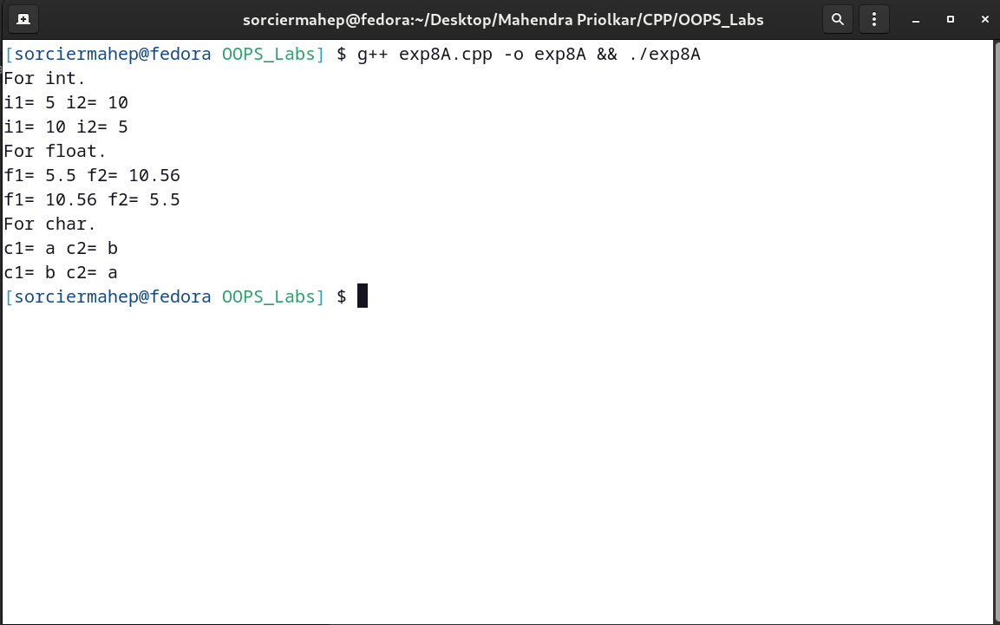 sorciermahep@fedora:~/Desktop/Mahendra Priolkar/CPP/OOPS_Labs
[sorciermahep@fedora OOPS_Labs] $ g++ exp8A.cpp -o exp8A && ./exp8A
For int.
i1= 5 i2= 10
i1= 10 i2= 5
For float.
f1= 5.5 f2= 10.56
f1= 10.56 f2= 5.5
For char.
c1= a c2= b
c1= b c2= a
[sorciermahep@fedora OOPS_Labs] $